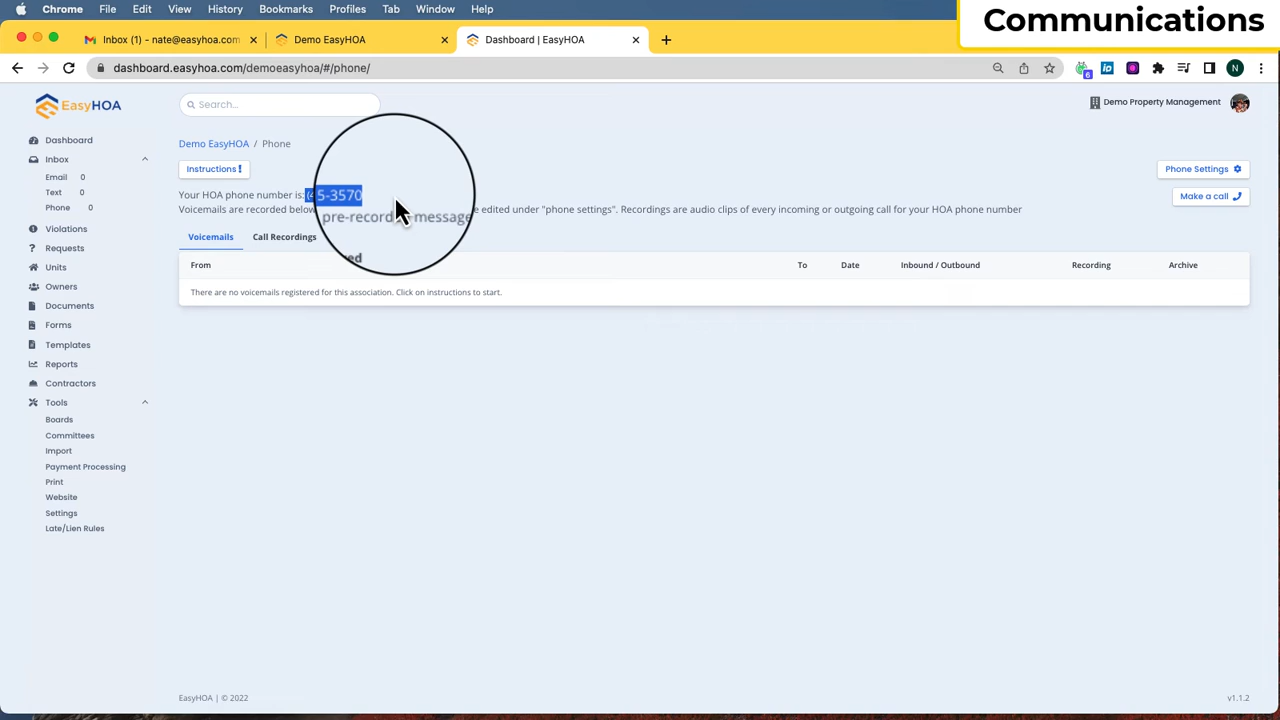 Chrome File Edit View History Bookmarks Profiles Tab Window Help
Communications
Inbox (1) - nate@easyhoa.com
Demo EasyHOA
Dashboard | EasyHOA
dashboard.easyhoa.com/demoeasyhoa/#/phone/
6
N
EasyHOA
Search...
Demo Property Management
Dashboard
Inbox
Email 0
Text 0
Phone 0
Violations
Requests
Units
Owners
Documents
Forms
Templates
Reports
Contractors
Tools
Boards
Committees
Import
Payment Processing
Print
Website
Settings
Late/Lien Rules
Demo EasyHOA / Phone
Instructions !
Phone Settings
Your HOA phone number is: 5-3570
Make a call
Voicemails are recorded pre-recorded message edited under "phone settings". Recordings are audio clips of every incoming or outgoing call for your HOA phone number
Voicemails Call Recordings
From To Date Inbound / Outbound Recording Archive
There are no voicemails registered for this association. Click on instructions to start.
EasyHOA | © 2022
v1.1.2